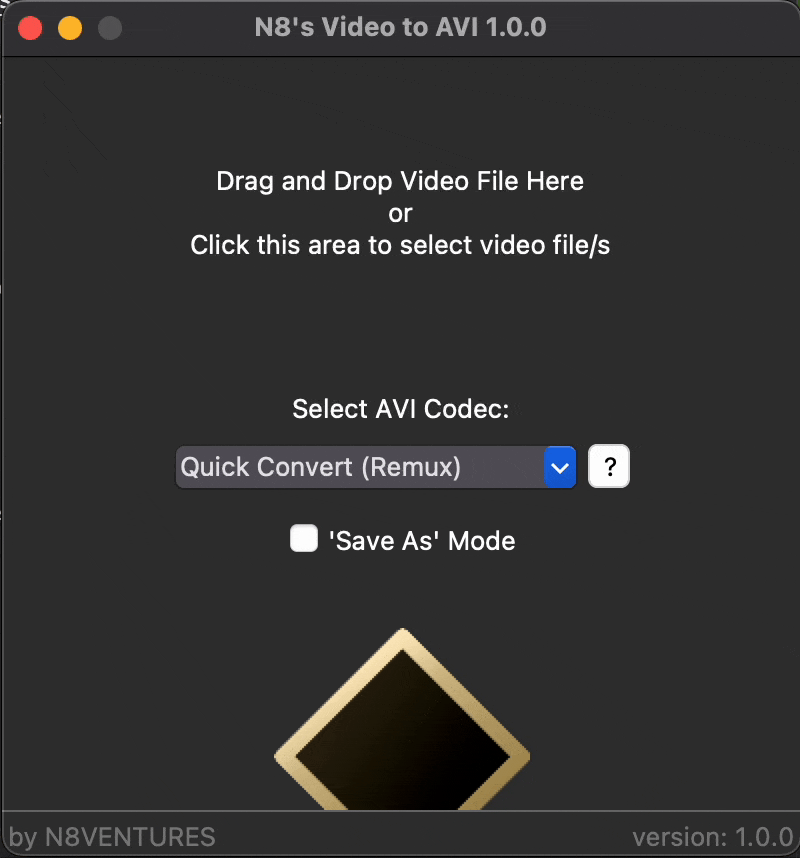 N8's Video to AVI 1.0.0
Drag and Drop Video File Here
or
Click this area to select video file/s
Select AVI Codec:
Quick Convert (Remux)
?
'Save As' Mode
by N8VENTURES
version: 1.0.0